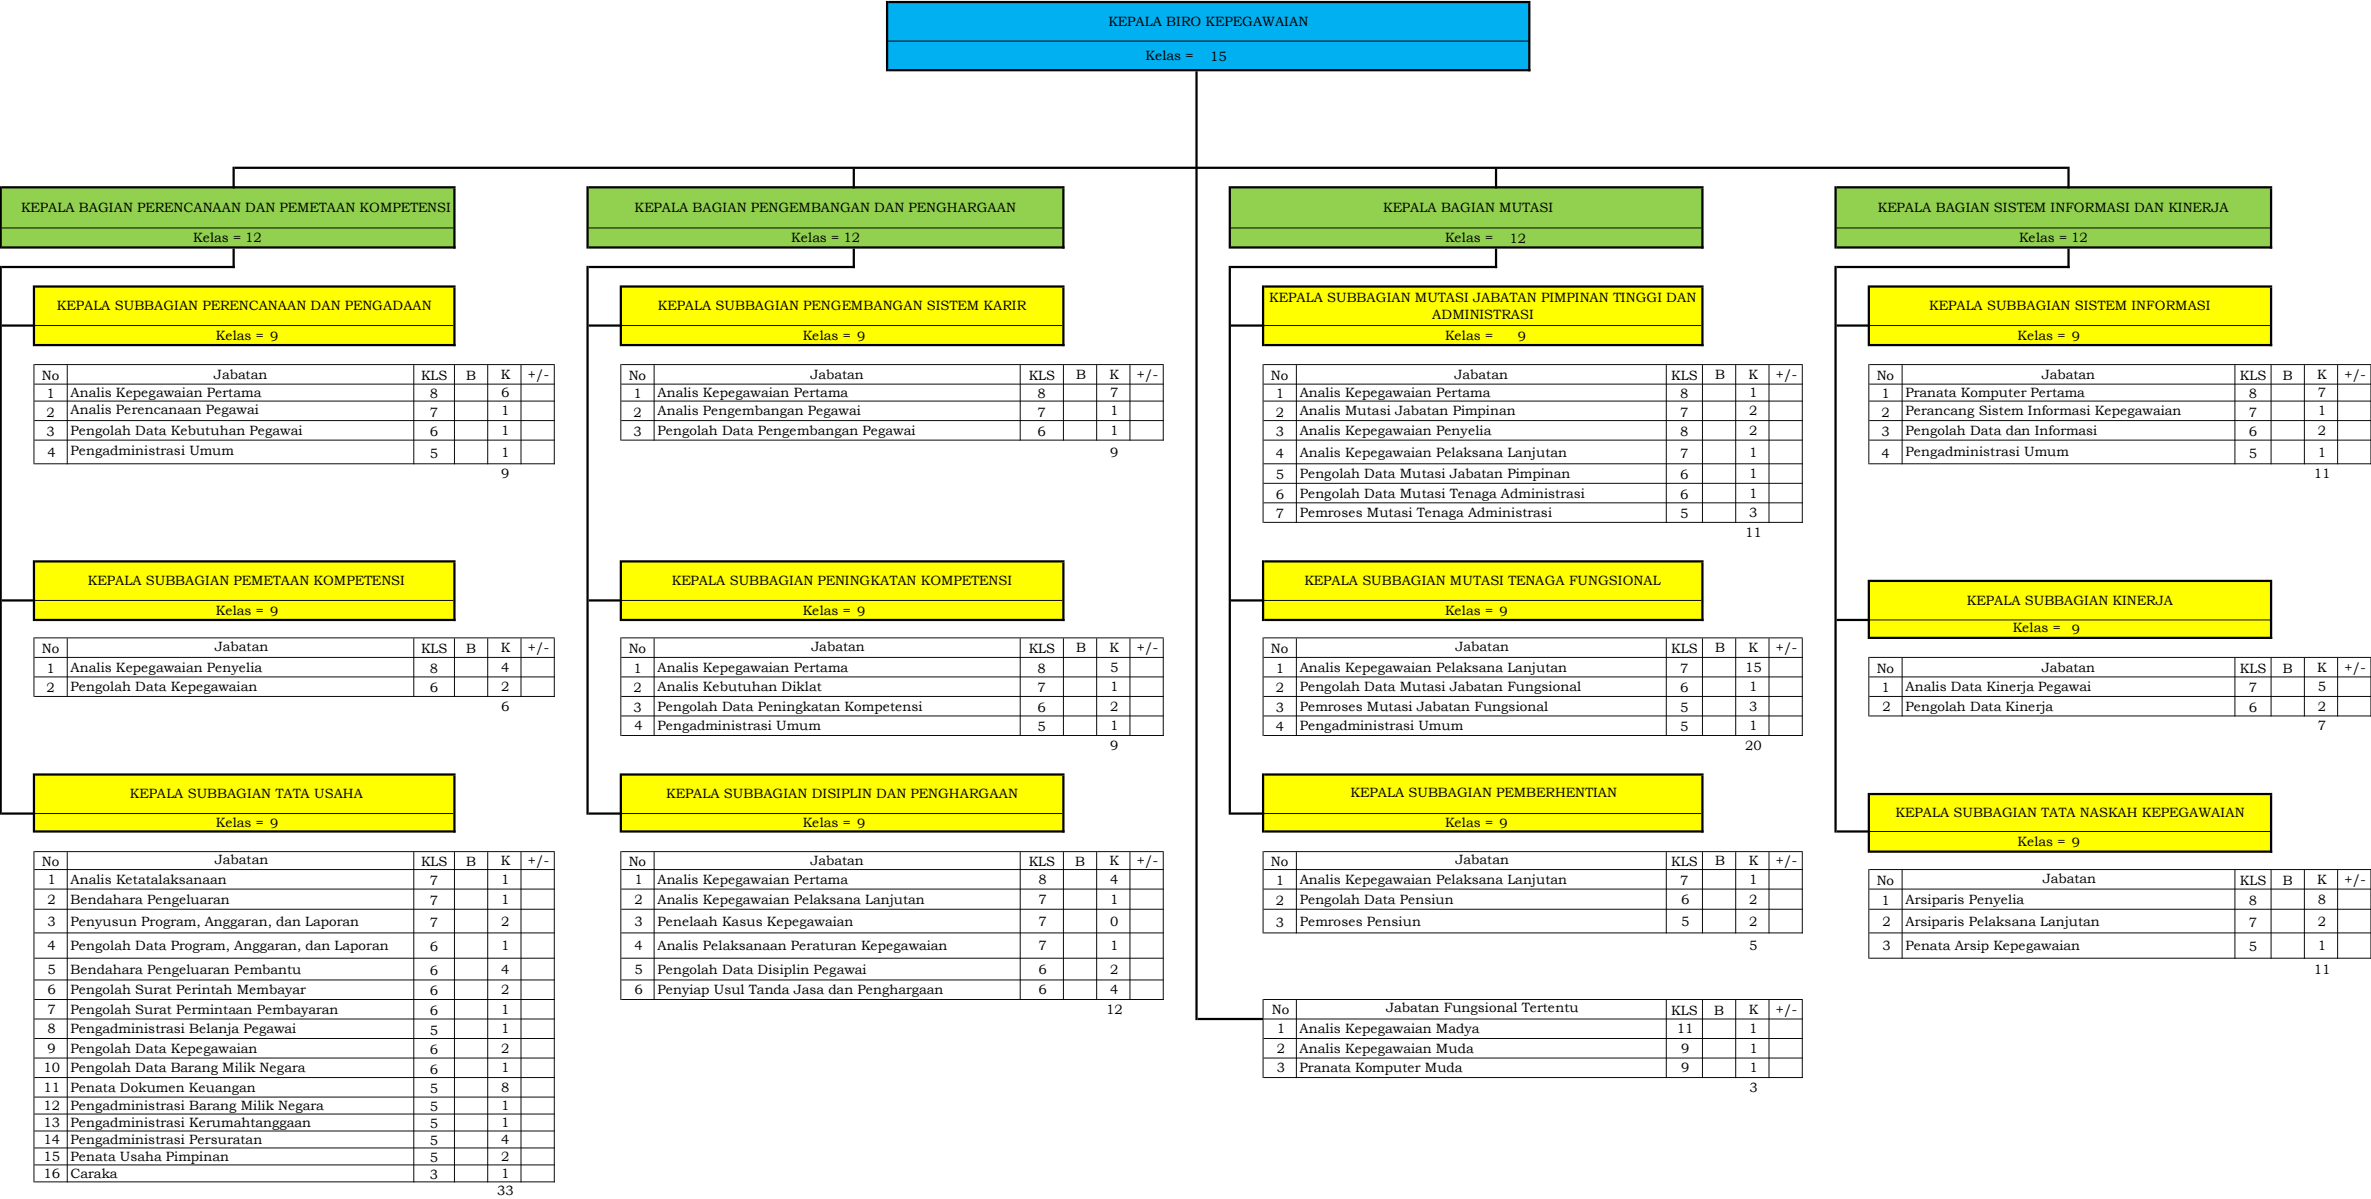 KEPALA BIRO KEPEGAWAIAN
Kelas = 15
KEPALA BAGIAN PERENCANAAN DAN PEMETAAN KOMPETENSI
Kelas = 12
KEPALA SUBBAGIAN PERENCANAAN DAN PENGADAAN
Kelas = 9
No Jabatan KLS B K +/-
1 Analis Kepegawaian Pertama 8 6
2 Analis Perencanaan Pegawai 7 1
3 Pengolah Data Kebutuhan Pegawai 6 1
4 Pengadministrasi Umum 5 1
9
KEPALA SUBBAGIAN PEMETAAN KOMPETENSI
Kelas = 9
No Jabatan KLS B K +/-
1 Analis Kepegawaian Penyelia 8 4
2 Pengolah Data Kepegawaian 6 2
6
KEPALA SUBBAGIAN TATA USAHA
Kelas = 9
No Jabatan KLS B K +/-
1 Analis Ketatalaksanaan 7 1
2 Bendahara Pengeluaran 7 1
3 Penyusun Program, Anggaran, dan Laporan 7 2
4 Pengolah Data Program, Anggaran, dan Laporan 6 1
5 Bendahara Pengeluaran Pembantu 6 4
6 Pengolah Surat Perintah Membayar 6 2
7 Pengolah Surat Permintaan Pembayaran 6 1
8 Pengadministrasi Belanja Pegawai 5 1
9 Pengolah Data Kepegawaian 6 2
10 Pengolah Data Barang Milik Negara 6 1
11 Penata Dokumen Keuangan 5 8
12 Pengadministrasi Barang Milik Negara 5 1
13 Pengadministrasi Kerumahtanggaan 5 1
14 Pengadministrasi Persuratan 5 4
15 Penata Usaha Pimpinan 5 2
16 Caraka 3 1
33
KEPALA BAGIAN PENGEMBANGAN DAN PENGHARGAAN
Kelas = 12
KEPALA SUBBAGIAN PENGEMBANGAN SISTEM KARIR
Kelas = 9
No Jabatan KLS B K +/-
1 Analis Kepegawaian Pertama 8 7
2 Analis Pengembangan Pegawai 7 1
3 Pengolah Data Pengembangan Pegawai 6 1
9
KEPALA SUBBAGIAN PENINGKATAN KOMPETENSI
Kelas = 9
No Jabatan KLS B K +/-
1 Analis Kepegawaian Pertama 8 5
2 Analis Kebutuhan Diklat 7 1
3 Pengolah Data Peningkatan Kompetensi 6 2
4 Pengadministrasi Umum 5 1
9
KEPALA SUBBAGIAN DISIPLIN DAN PENGHARGAAN
Kelas = 9
No Jabatan KLS B K +/-
1 Analis Kepegawaian Pertama 8 4
2 Analis Kepegawaian Pelaksana Lanjutan 7 1
3 Penelaah Kasus Kepegawaian 7 0
4 Analis Pelaksanaan Peraturan Kepegawaian 7 1
5 Pengolah Data Disiplin Pegawai 6 2
6 Penyiap Usul Tanda Jasa dan Penghargaan 6 4
12
KEPALA BAGIAN MUTASI
Kelas = 12
KEPALA SUBBAGIAN MUTASI JABATAN PIMPINAN TINGGI DAN
ADMINISTRASI
Kelas = 9
No Jabatan KLS B K +/-
1 Analis Kepegawaian Pertama 8 1
2 Analis Mutasi Jabatan Pimpinan 7 2
3 Analis Kepegawaian Penyelia 8 2
4 Analis Kepegawaian Pelaksana Lanjutan 7 1
5 Pengolah Data Mutasi Jabatan Pimpinan 6 1
6 Pengolah Data Mutasi Tenaga Administrasi 6 1
7 Pemroses Mutasi Tenaga Administrasi 5 3
11
KEPALA SUBBAGIAN MUTASI TENAGA FUNGSIONAL
Kelas = 9
No Jabatan KLS B K +/-
1 Analis Kepegawaian Pelaksana Lanjutan 7 15
2 Pengolah Data Mutasi Jabatan Fungsional 6 1
3 Pemroses Mutasi Jabatan Fungsional 5 3
4 Pengadministrasi Umum 5 1
20
KEPALA SUBBAGIAN PEMBERHENTIAN
Kelas = 9
No Jabatan KLS B K +/-
1 Analis Kepegawaian Pelaksana Lanjutan 7 1
2 Pengolah Data Pensiun 6 2
3 Pemroses Pensiun 5 2
5
No Jabatan Fungsional Tertentu KLS B K +/-
1 Analis Kepegawaian Madya 11 1
2 Analis Kepegawaian Muda 9 1
3 Pranata Komputer Muda 9 1
3
KEPALA BAGIAN SISTEM INFORMASI DAN KINERJA
Kelas = 12
KEPALA SUBBAGIAN SISTEM INFORMASI
Kelas = 9
No Jabatan KLS B K +/-
1 Pranata Komputer Pertama 8 7
2 Perancang Sistem Informasi Kepegawaian 7 1
3 Pengolah Data dan Informasi 6 2
4 Pengadministrasi Umum 5 1
11
KEPALA SUBBAGIAN KINERJA
Kelas = 9
No Jabatan KLS B K +/-
1 Analis Data Kinerja Pegawai 7 5
2 Pengolah Data Kinerja 6 2
7
KEPALA SUBBAGIAN TATA NASKAH KEPEGAWAIAN
Kelas = 9
No Jabatan KLS B K +/-
1 Arsiparis Penyelia 8 8
2 Arsiparis Pelaksana Lanjutan 7 2
3 Penata Arsip Kepegawaian 5 1
11